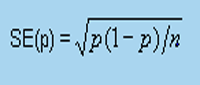 SE(p) = √p(1 − p)/n